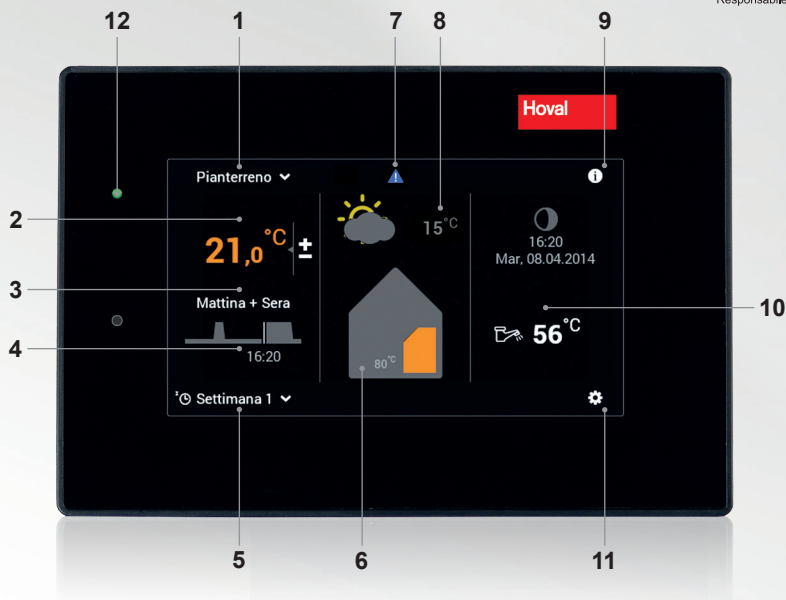 Responsabile
12 1 7 8 9
Hoval
Pianterreno
2
21,0 °C ±
15°C
16:20
Mar, 08.04.2014
3
Mattina + Sera
10
56°C
4
16:20
80°C
z Settimana 1
5 6 11